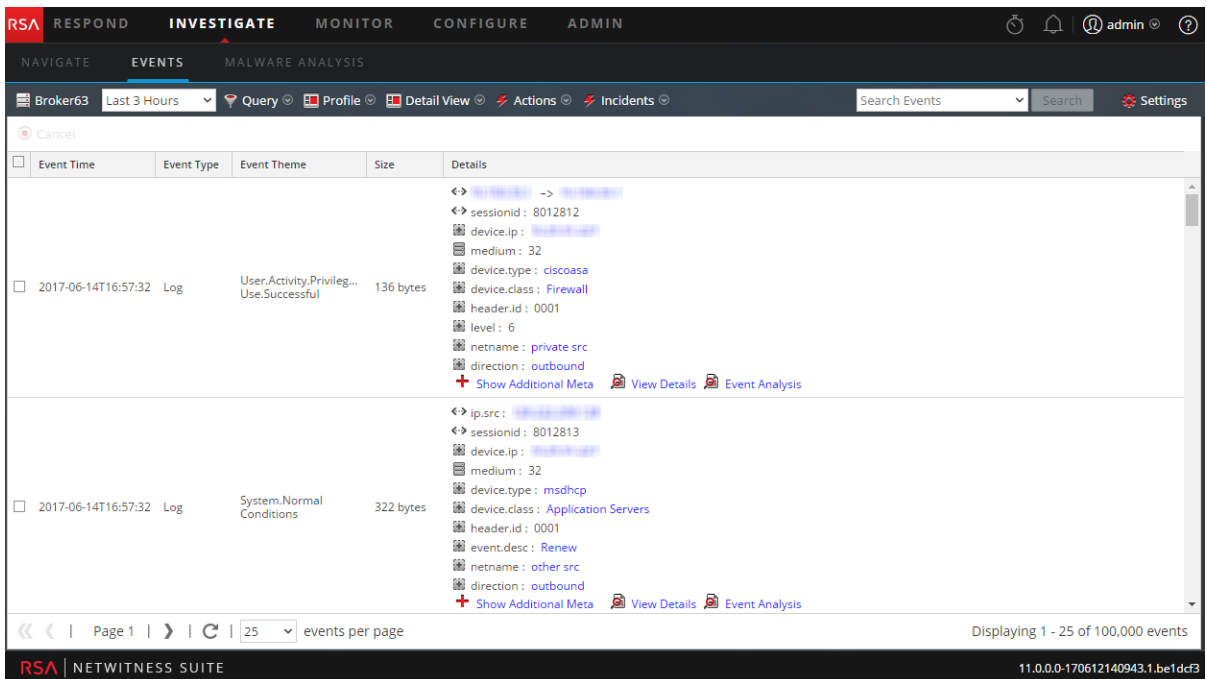 RSA RESPOND INVESTIGATE MONITOR CONFIGURE ADMIN admin ?
NAVIGATE EVENTS MALWARE ANALYSIS
Broker63 Last 3 Hours Query Profile Detail View Actions Incidents Search Events Search Settings
Cancel
Event Time Event Type Event Theme Size Details
->
sessionid : 8012812
device.ip :
medium : 32
device.type : ciscoasa
device.class : Firewall
header.id : 0001
level : 6
netname : private src
direction : outbound
Show Additional Meta View Details Event Analysis
2017-06-14T16:57:32 Log User.Activity.Privileg... 136 bytes
Use.Successful
ip.src :
sessionid : 8012813
device.ip :
medium : 32
device.type : msdhcp
device.class : Application Servers
header.id : 0001
event.desc : Renew
netname : other src
direction : outbound
Show Additional Meta View Details Event Analysis
2017-06-14T16:57:32 Log System.Normal 322 bytes
Conditions
Page 1 | 25 events per page Displaying 1 - 25 of 100,000 events
RSA | NETWITNESS SUITE 11.0.0.0-170612140943.1.be1dcf3